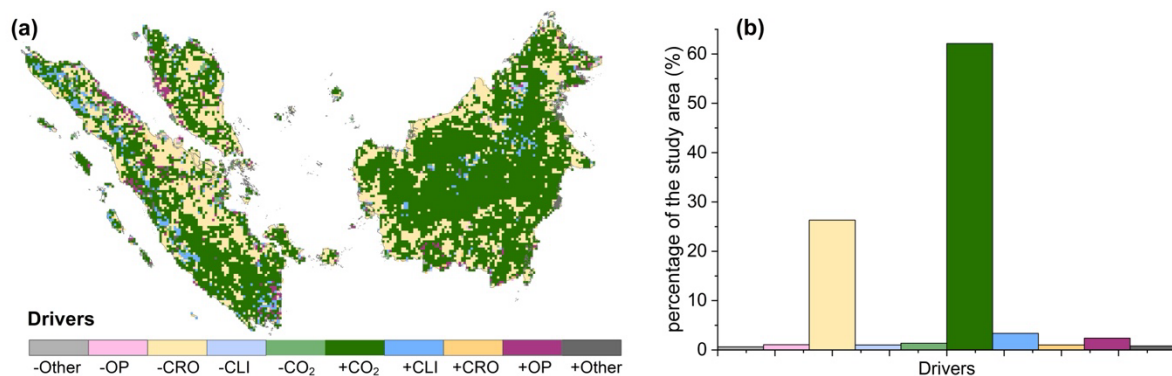 (a)
Drivers
-Other -OP -CRO -CLI -CO₂ +CO₂ +CLI +CRO +OP +Other
(b)
percentage of the study area (%)
60
50
40
30
20
10
0
Drivers